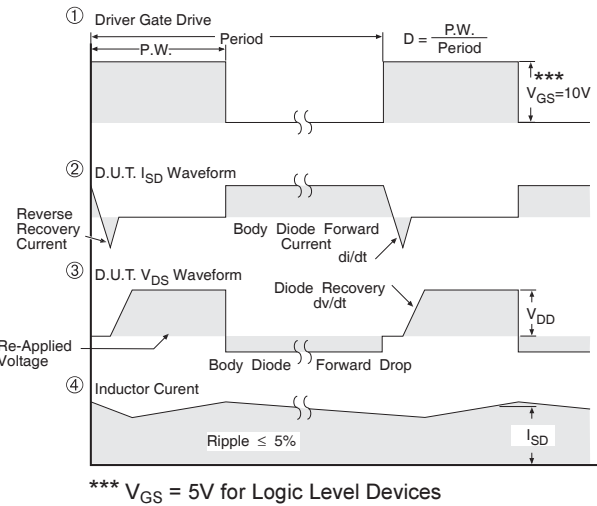 ① Driver Gate Drive
P.W.
Period
D = P.W.
Period
***
VGS=10V
② D.U.T. ISD Waveform
Reverse
Recovery
Current
Body Diode Forward
Current
di/dt
③ D.U.T. VDS Waveform
Diode Recovery
dv/dt
VDD
Re-Applied
Voltage
Body Diode Forward Drop
④ Inductor Curent
Ripple ≤ 5%
ISD
*** VGS = 5V for Logic Level Devices